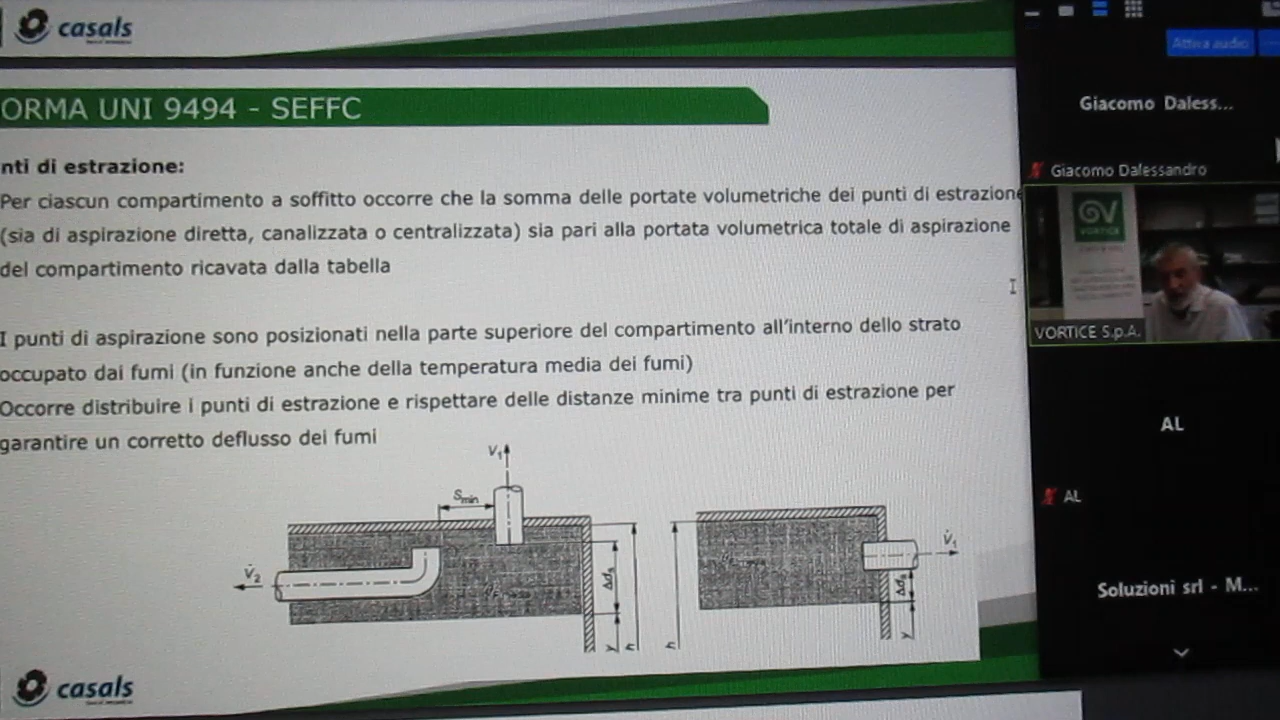 casals
ORMA UNI 9494 - SEFFC
nti di estrazione:
Per ciascun compartimento a soffitto occorre che la somma delle portate volumetriche dei punti di estrazione
(sia di aspirazione diretta, canalizzata o centralizzata) sia pari alla portata volumetrica totale di aspirazione
del compartimento ricavata dalla tabella
I punti di aspirazione sono posizionati nella parte superiore del compartimento all'interno dello strato
occupato dai fumi (in funzione anche della temperatura media dei fumi)
Occorre distribuire i punti di estrazione e rispettare delle distanze minime tra punti di estrazione per
garantire un corretto deflusso dei fumi
V₁
Smin
V̇₂
Δds
y
h
h
V̇₁
Δds
y
casals
Attiva audio
Giacomo Daless...
Giacomo Dalessandro
VORTICE
VORTICE S.p.A.
AL
AL
Soluzioni srl - M...